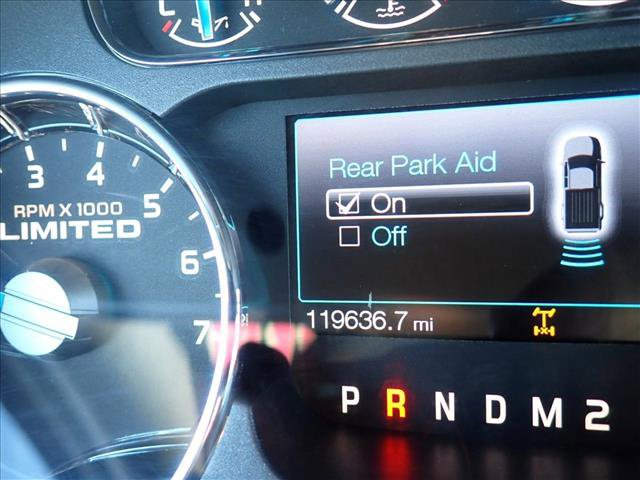 E H
3 4 5
RPM X 1000
LIMITED
6
7
Rear Park Aid
On
Off
119636.7 mi
P R N D M 2